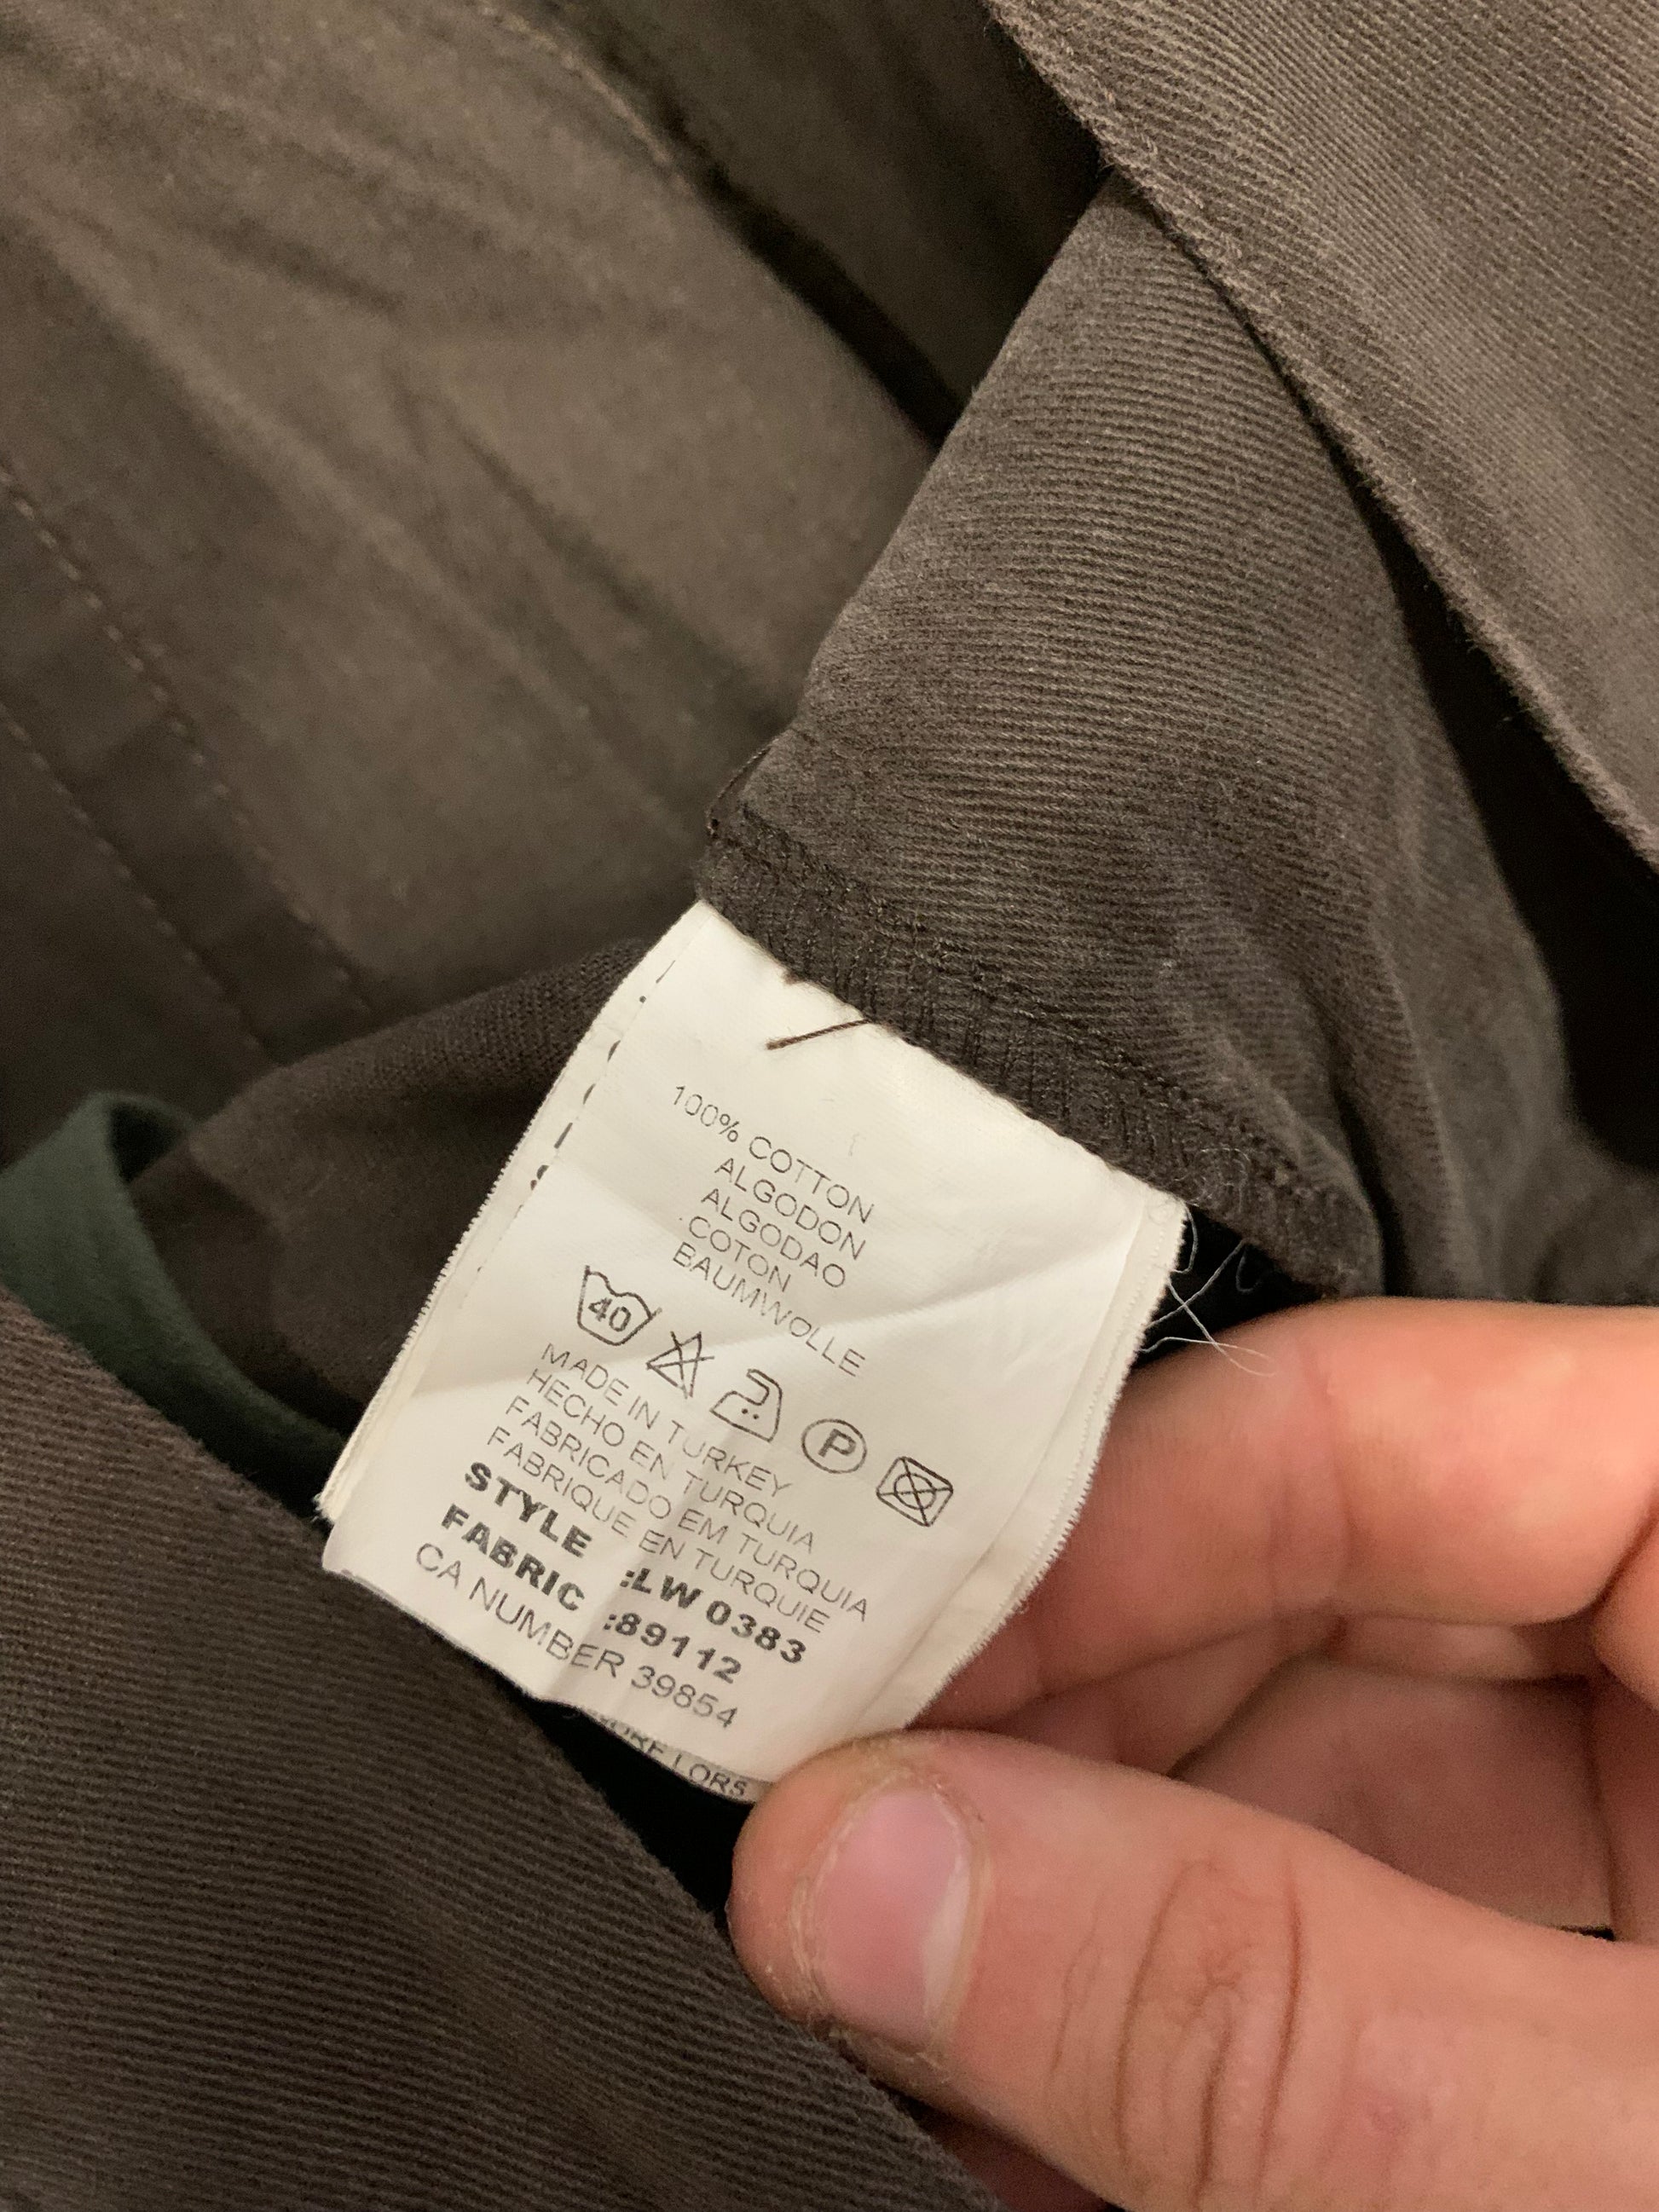 100% COTTON
ALGODON
ALGODAO
COTON
BAUMWOLLE
40
P
MADE IN TURKEY
HECHO EN TURQUIA
FABRICADO EM TURQUIA
FABRIQUE EN TURQUIE
STYLE :LW 0383
FABRIC :89112
CA NUMBER 39854
LORS